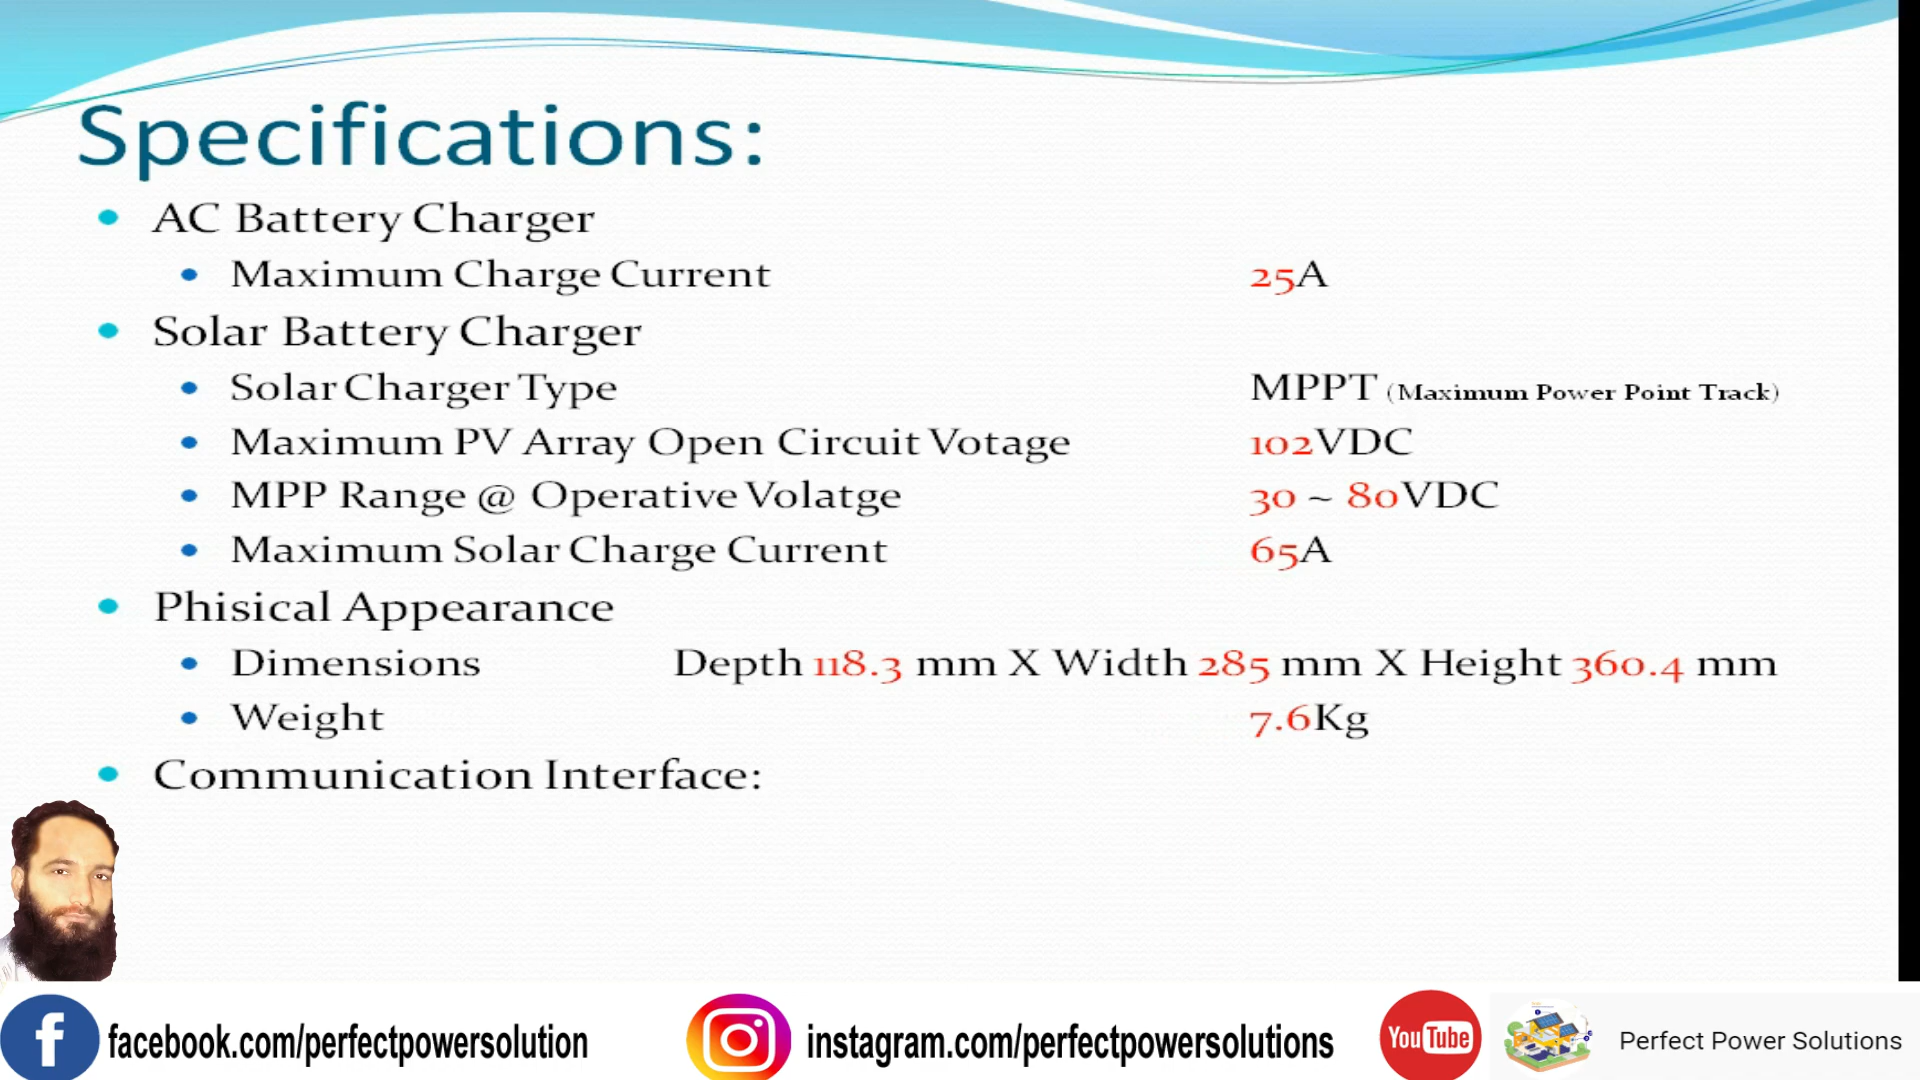 Specifications:
AC Battery Charger
Maximum Charge Current 25A
Solar Battery Charger
Solar Charger Type MPPT (Maximum Power Point Track)
Maximum PV Array Open Circuit Votage 102VDC
MPP Range @ Operative Volatge 30 ~ 80VDC
Maximum Solar Charge Current 65A
Phisical Appearance
Dimensions Depth 118.3 mm X Width 285 mm X Height 360.4 mm
Weight 7.6Kg
Communication Interface:
f facebook.com/perfectpowersolution instagram.com/perfectpowersolutions YouTube Perfect Power Solutions